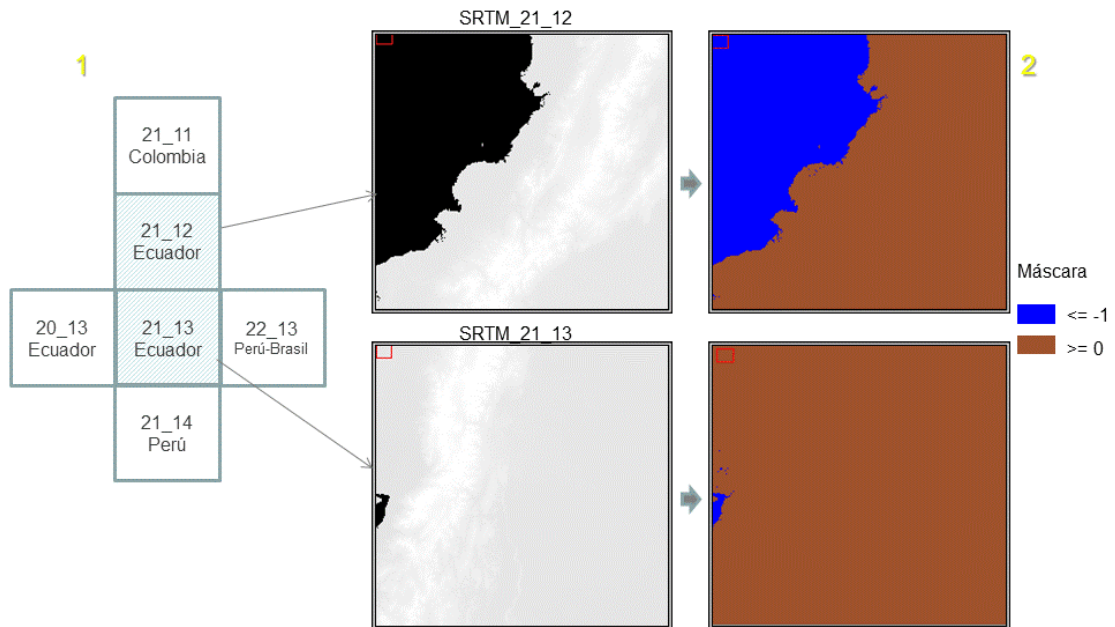 1
21_11
Colombia
21_12
Ecuador
20_13
Ecuador
21_13
Ecuador
22_13
Perú-Brasil
21_14
Perú
SRTM_21_12
SRTM_21_13
2
Máscara
<= -1
>= 0